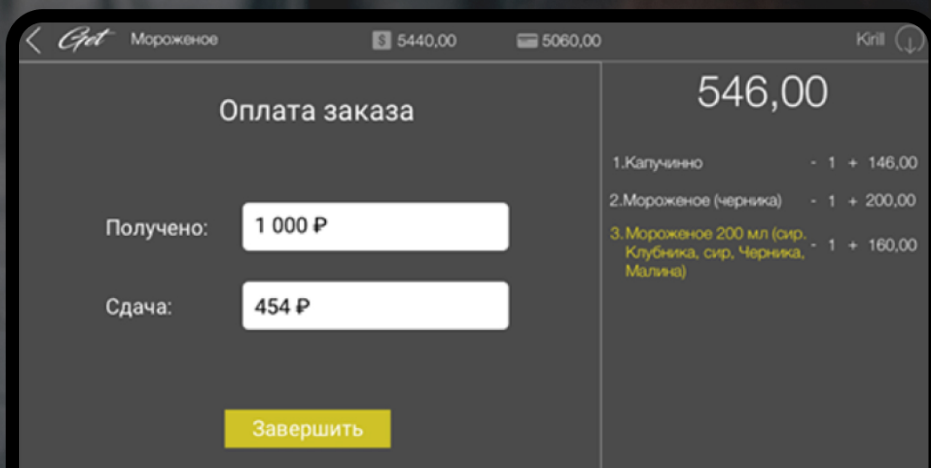 Get Мороженое
$ 5440,00
5060,00
Kirill
Оплата заказа
Получено:
1 000 ₽
Сдача:
454 ₽
Завершить
546,00
1.Капучинно - 1 + 146,00
2.Мороженое (черника) - 1 + 200,00
3.Мороженое 200 мл (сир. - 1 + 160,00
Клубника, сир, Черника,
Малина)